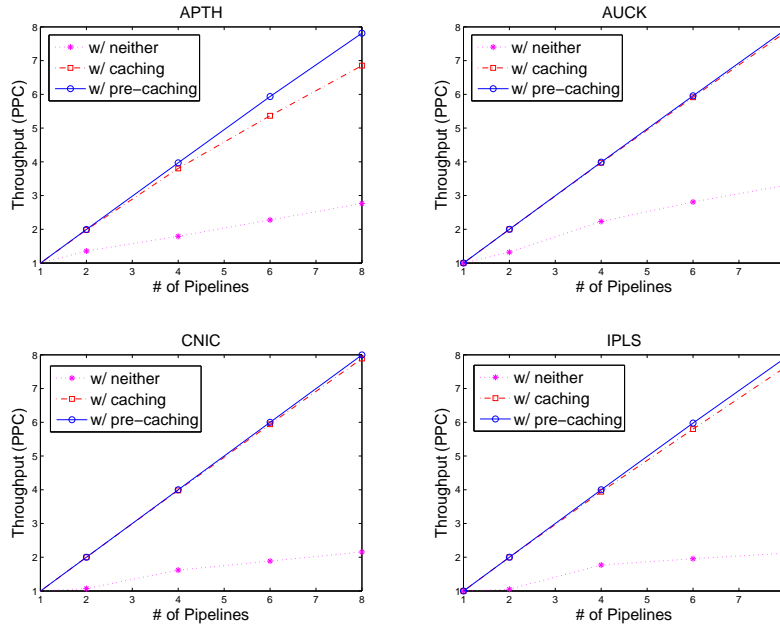 APTH
8
7
6
5
4
3
2
1
Throughput (PPC)
w/ neither
w/ caching
w/ pre−caching
1 2 3 4 5 6 7 8
# of Pipelines
AUCK
8
7
6
5
4
3
2
1
Throughput (PPC)
w/ neither
w/ caching
w/ pre−caching
1 2 3 4 5 6 7
# of Pipelines
CNIC
8
7
6
5
4
3
2
1
Throughput (PPC)
w/ neither
w/ caching
w/ pre−caching
1 2 3 4 5 6 7 8
# of Pipelines
IPLS
8
7
6
5
4
3
2
1
Throughput (PPC)
w/ neither
w/ caching
w/ pre−caching
1 2 3 4 5 6 7
# of Pipelines